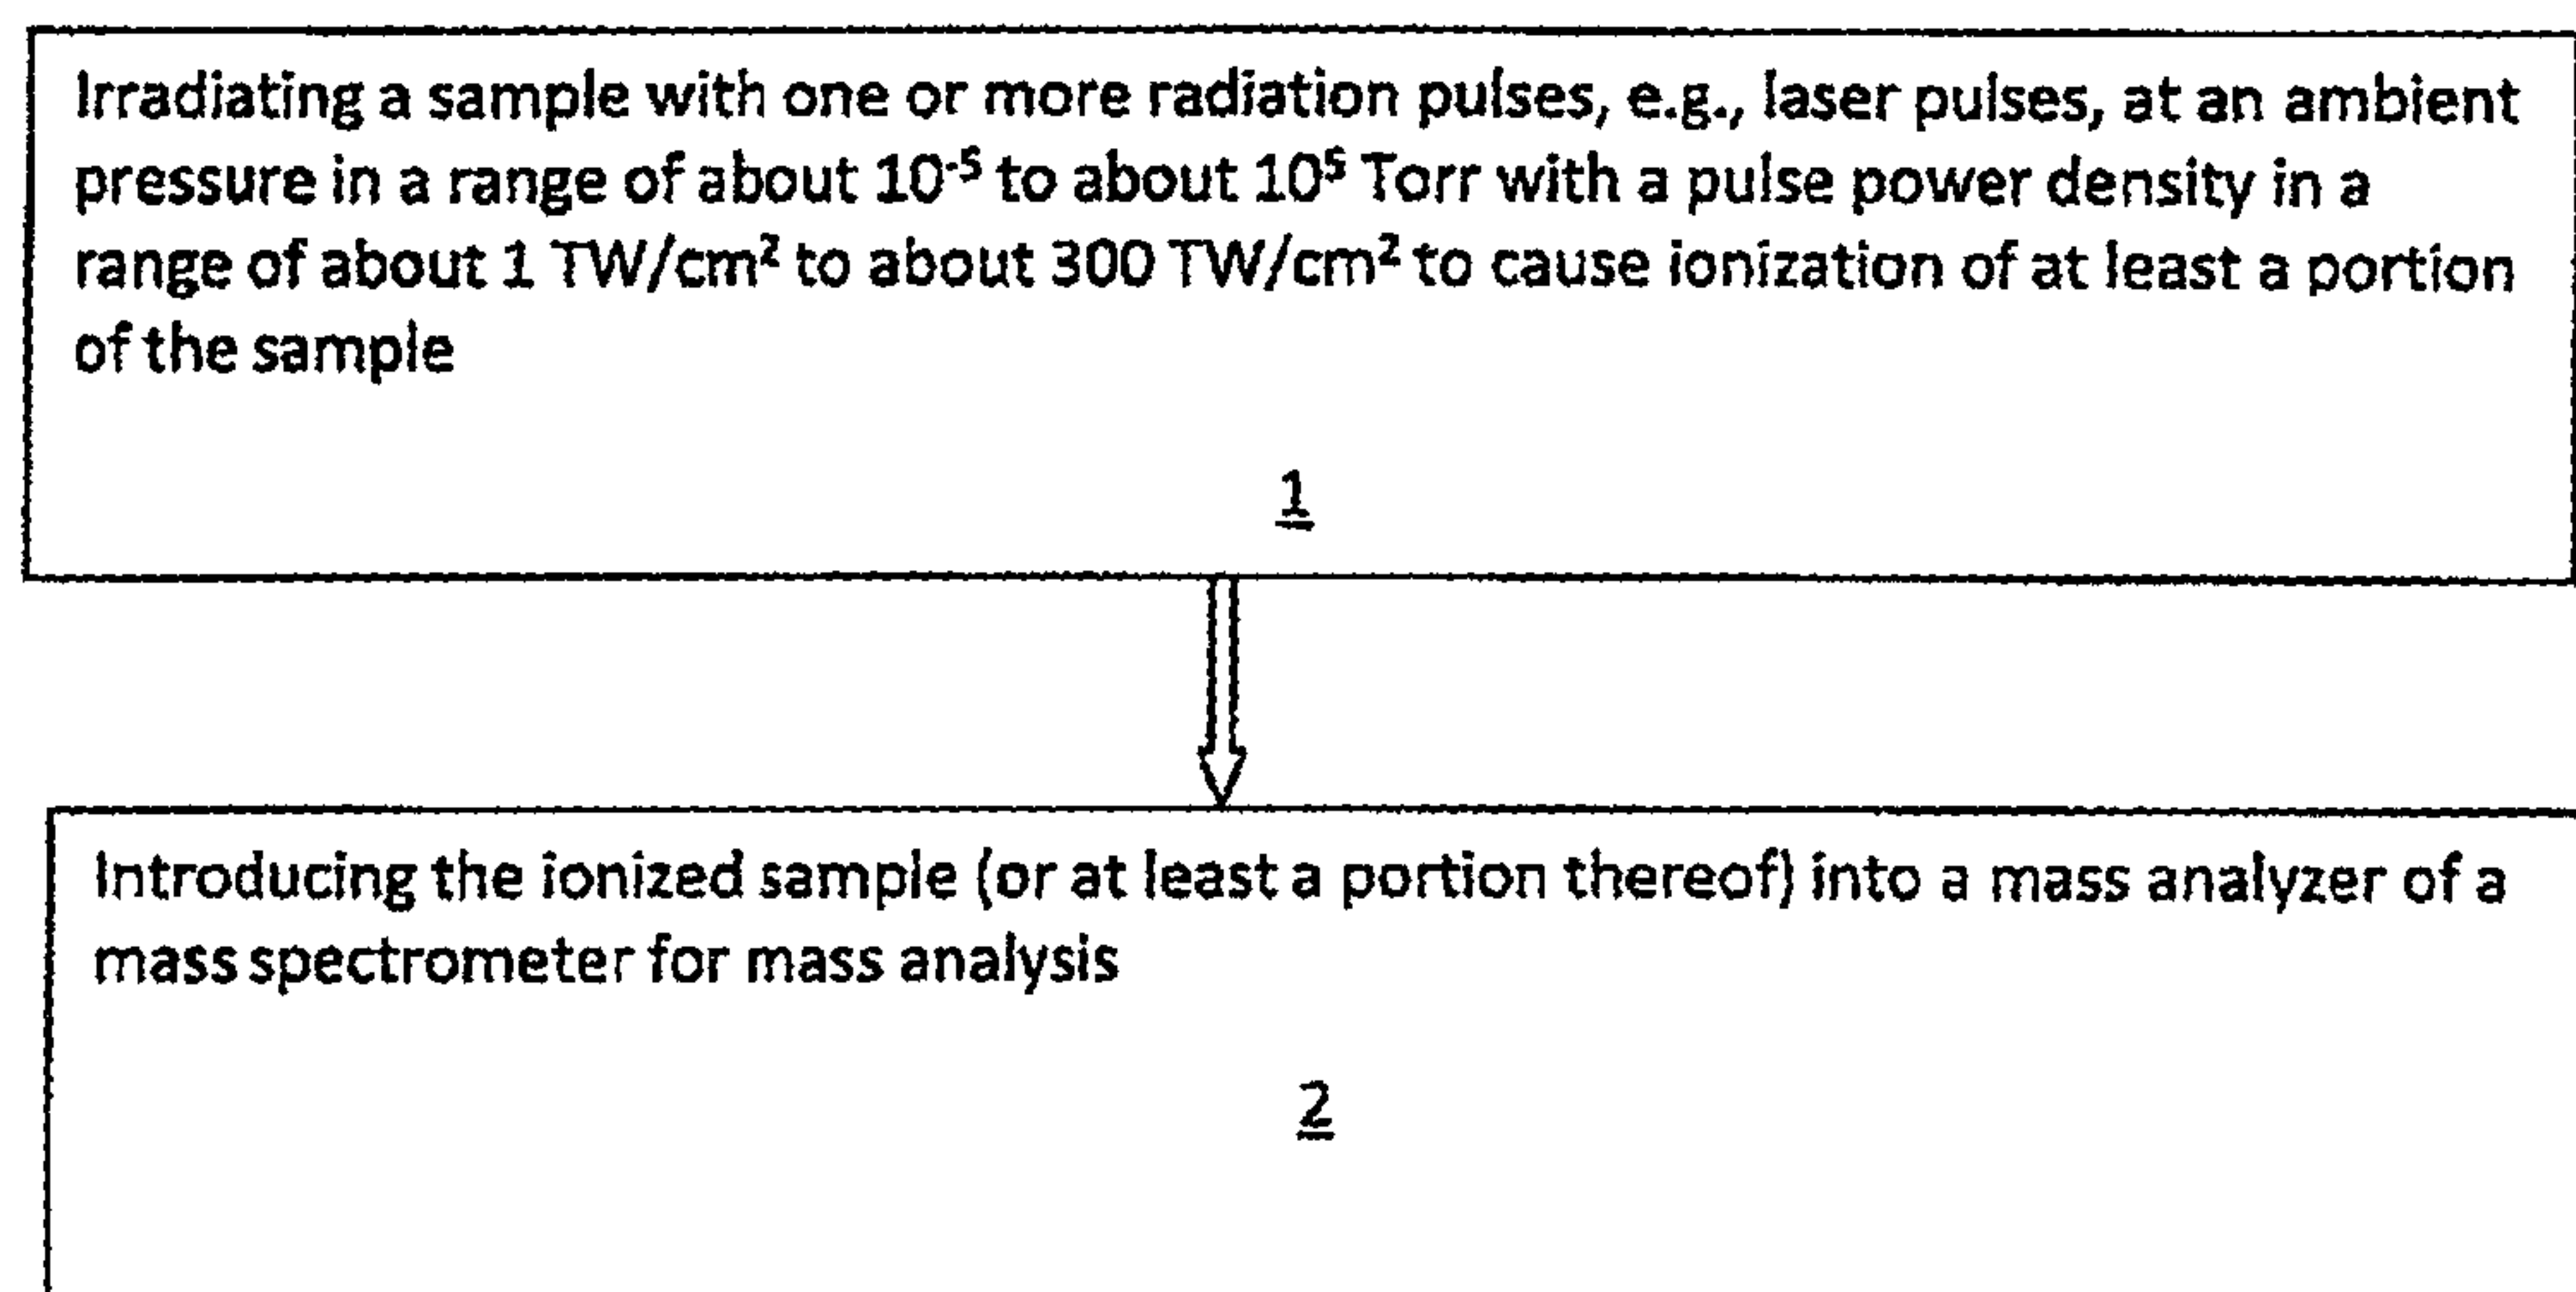 Irradiating a sample with one or more radiation pulses, e.g., laser pulses, at an ambient
pressure in a range of about 10⁻⁵ to about 10⁵ Torr with a pulse power density in a
range of about 1 TW/cm² to about 300 TW/cm² to cause ionization of at least a portion
of the sample
1
Introducing the ionized sample (or at least a portion thereof) into a mass analyzer of a
mass spectrometer for mass analysis
2